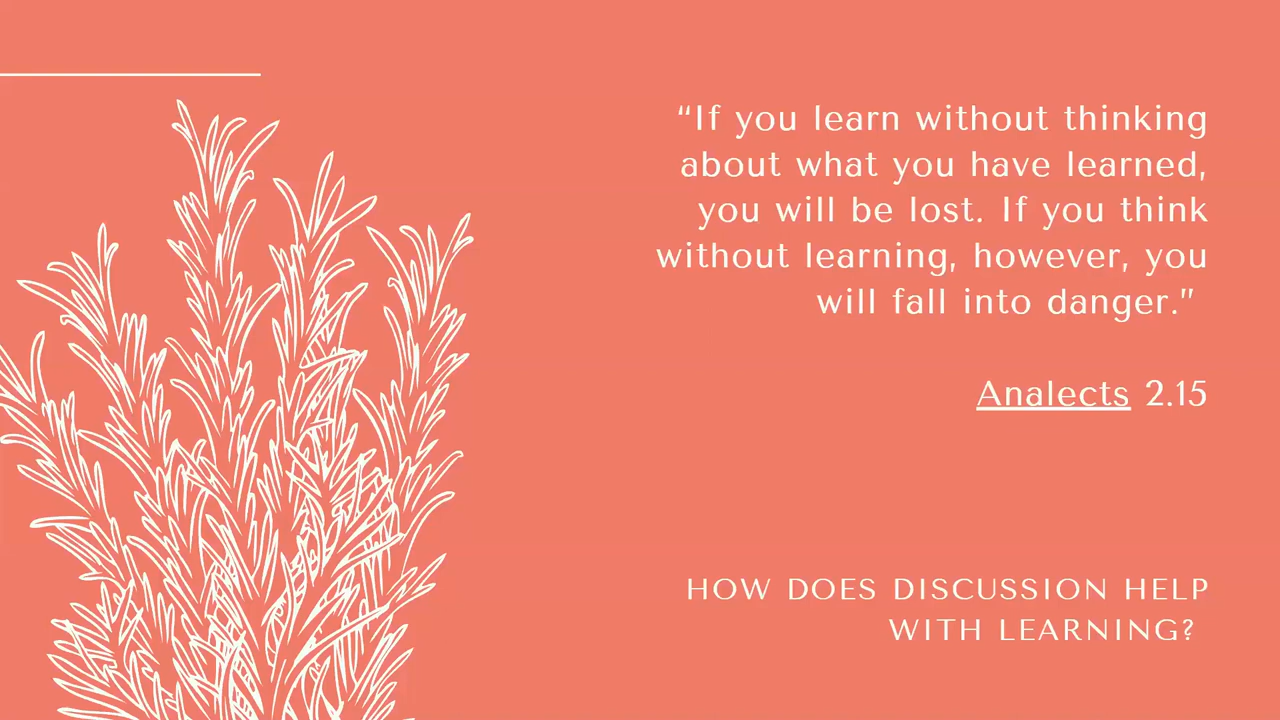 “If you learn without thinking
about what you have learned,
you will be lost. If you think
without learning, however, you
will fall into danger.”
Analects 2.15
HOW DOES DISCUSSION HELP
WITH LEARNING?